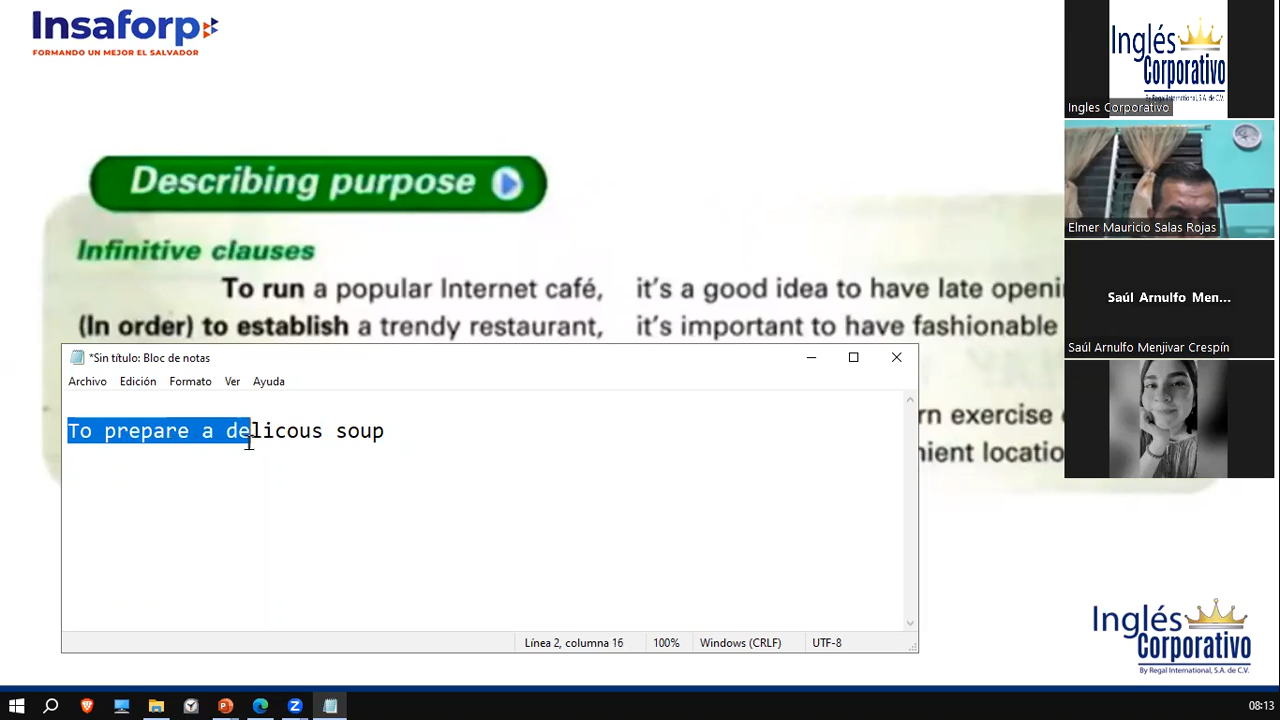 Insaforp
FORMANDO UN MEJOR EL SALVADOR
Describing purpose
Infinitive clauses
To run a popular Internet café, it's a good idea to have late openi
(In order) to establish a trendy restaurant, it's important to have fashionable
rn exercise
nient locatio
*Sin título: Bloc de notas
Archivo Edición Formato Ver Ayuda
To prepare a delicous soup
Línea 2, columna 16 100% Windows (CRLF) UTF-8
Inglés
Corporativo
By Regal International, S.A. de C.V.
Ingles Corporativo
Elmer Mauricio Salas Rojas
Saúl Arnulfo Men...
Saúl Arnulfo Menjivar Crespín
Inglés
Corporativo
By Regal International, S.A. de C.V.
08:13